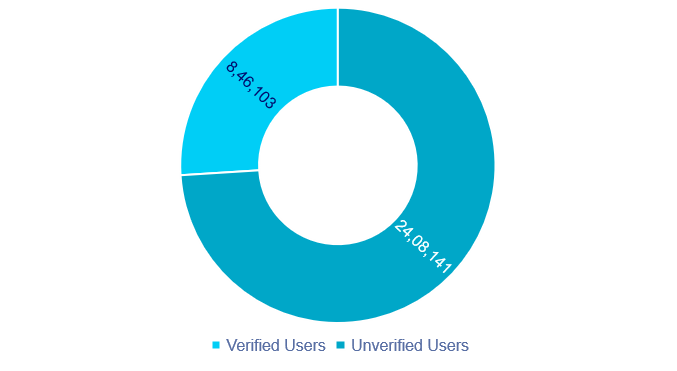 8,46,103
24,08,141
Verified Users
Unverified Users